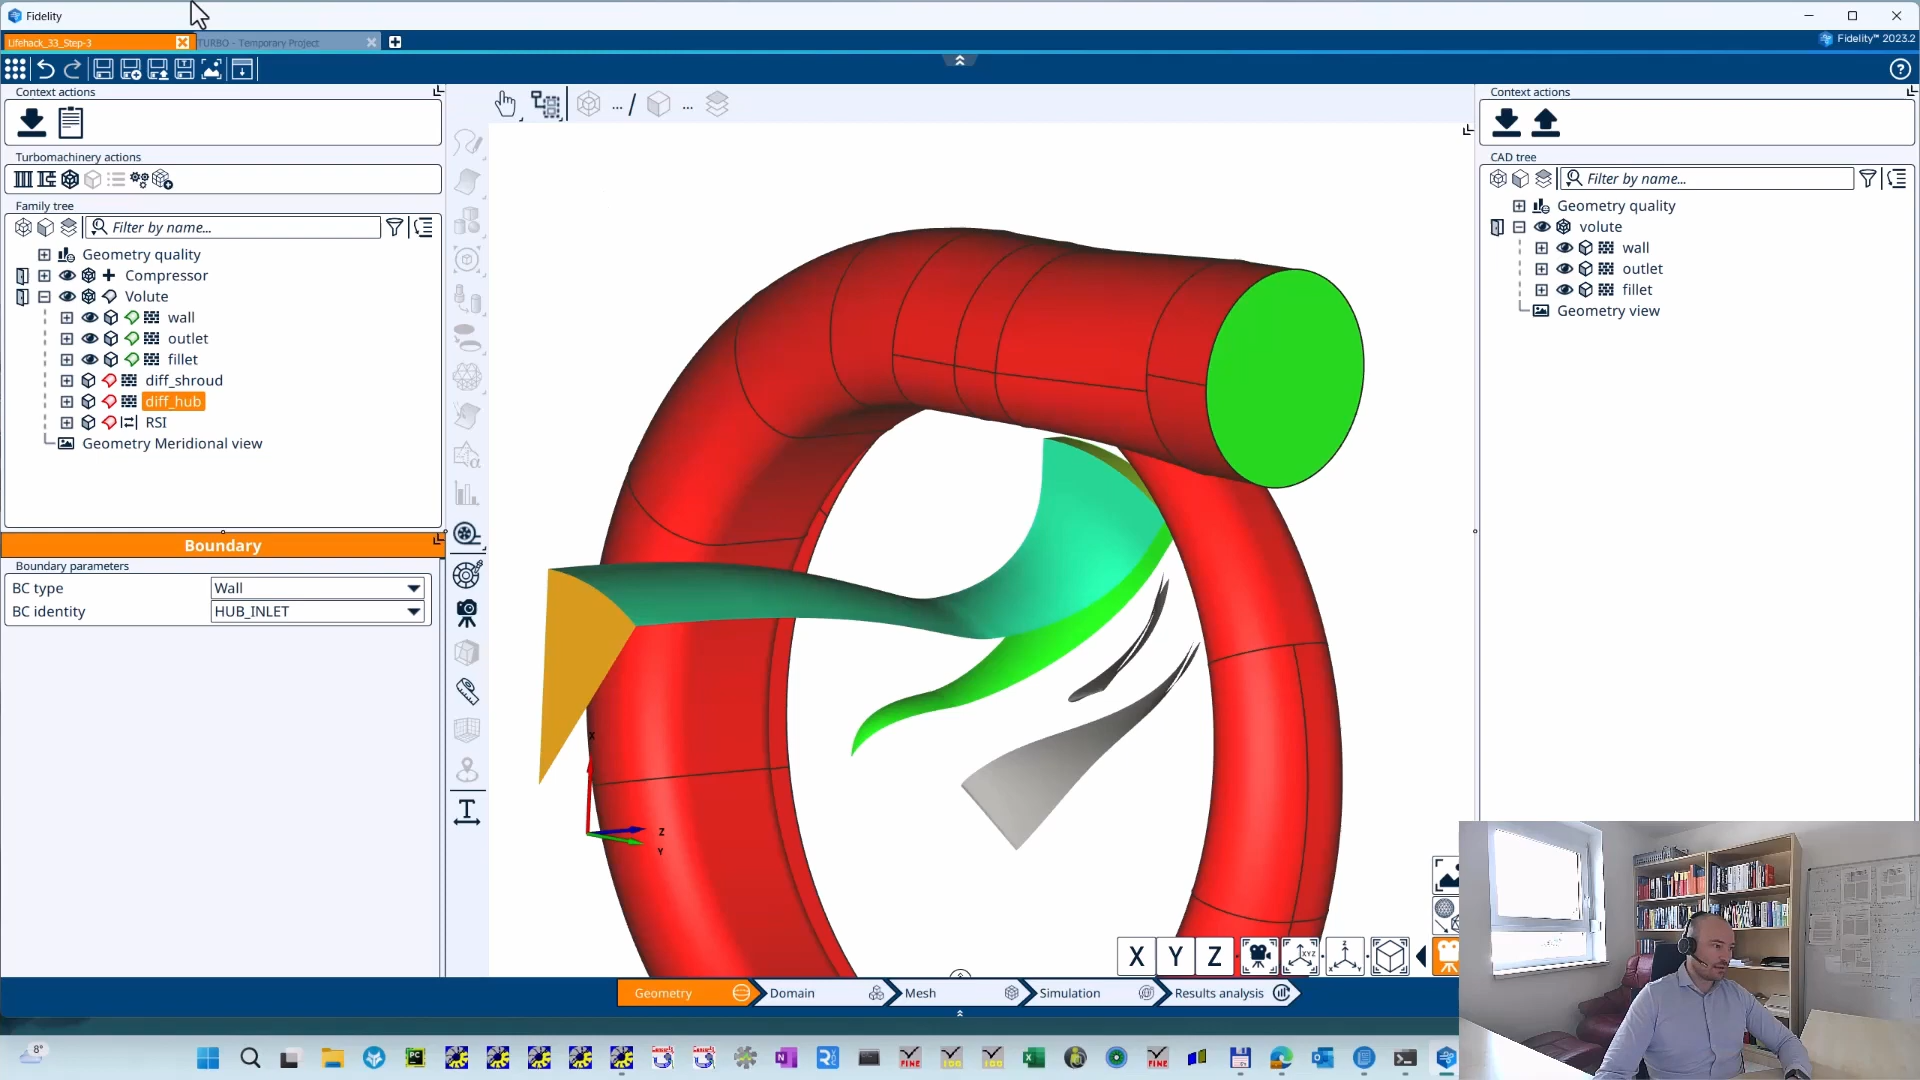 Fidelity
Lifehack_33_Step-3
TURBO - Temporary Project
Fidelity™ 2023.2
Context actions
Turbomachinery actions
Family tree
Filter by name...
Geometry quality
Compressor
Volute
wall
outlet
fillet
diff_shroud
diff_hub
RSI
Geometry Meridional view
Boundary
Boundary parameters
BC type
Wall
BC identity
HUB_INLET
... / ...
α
T
X
Z
Y
X Y Z
Geometry
Domain
Mesh
Simulation
Results analysis
Context actions
CAD tree
Filter by name...
Geometry quality
volute
wall
outlet
fillet
Geometry view
8°